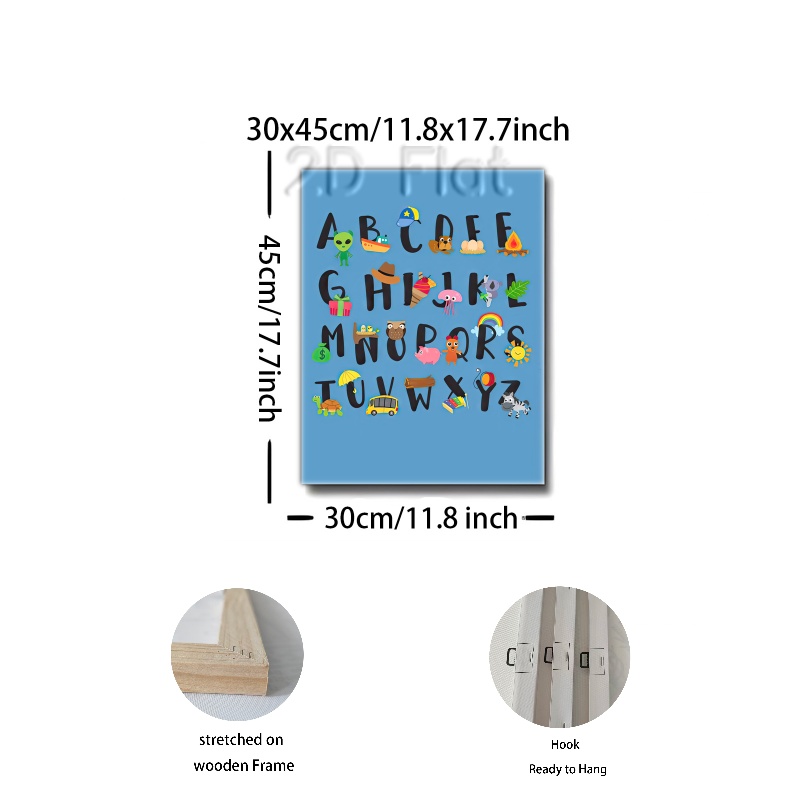 30x45cm/11.8x17.7inch
2D Flat
45cm/17.7inch
A B C D E F
G H I J K L
M N O P Q R S
T U V W X Y Z
30cm/11.8 inch
stretched on
wooden Frame
Hook
Ready to Hang